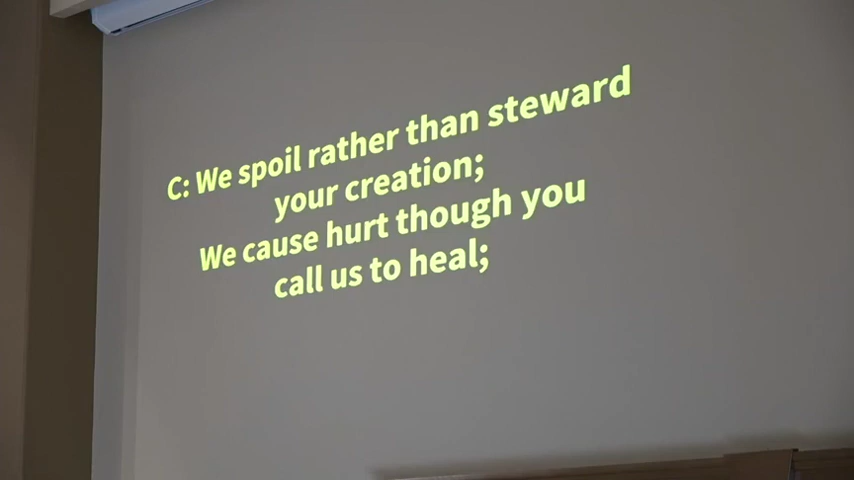 C: We spoil rather than steward
your creation;
We cause hurt though you
call us to heal;